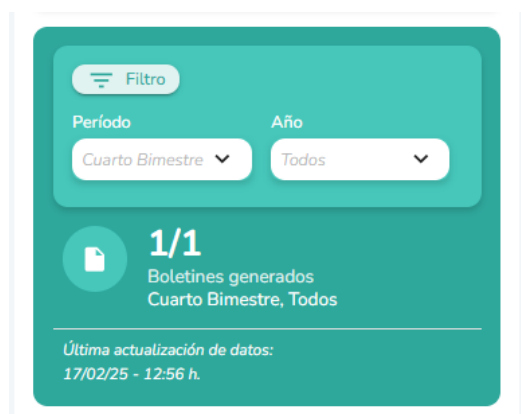 Filtro
Período Año
Cuarto Bimestre Todos
1/1
Boletines generados
Cuarto Bimestre, Todos
Última actualización de datos:
17/02/25 - 12:56 h.